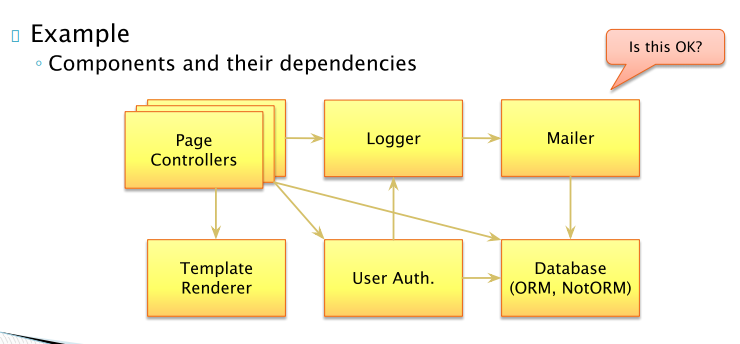 Example
Components and their dependencies
Is this OK?
Page
Controllers
Logger
Mailer
Template
Renderer
User Auth.
Database
(ORM, NotORM)